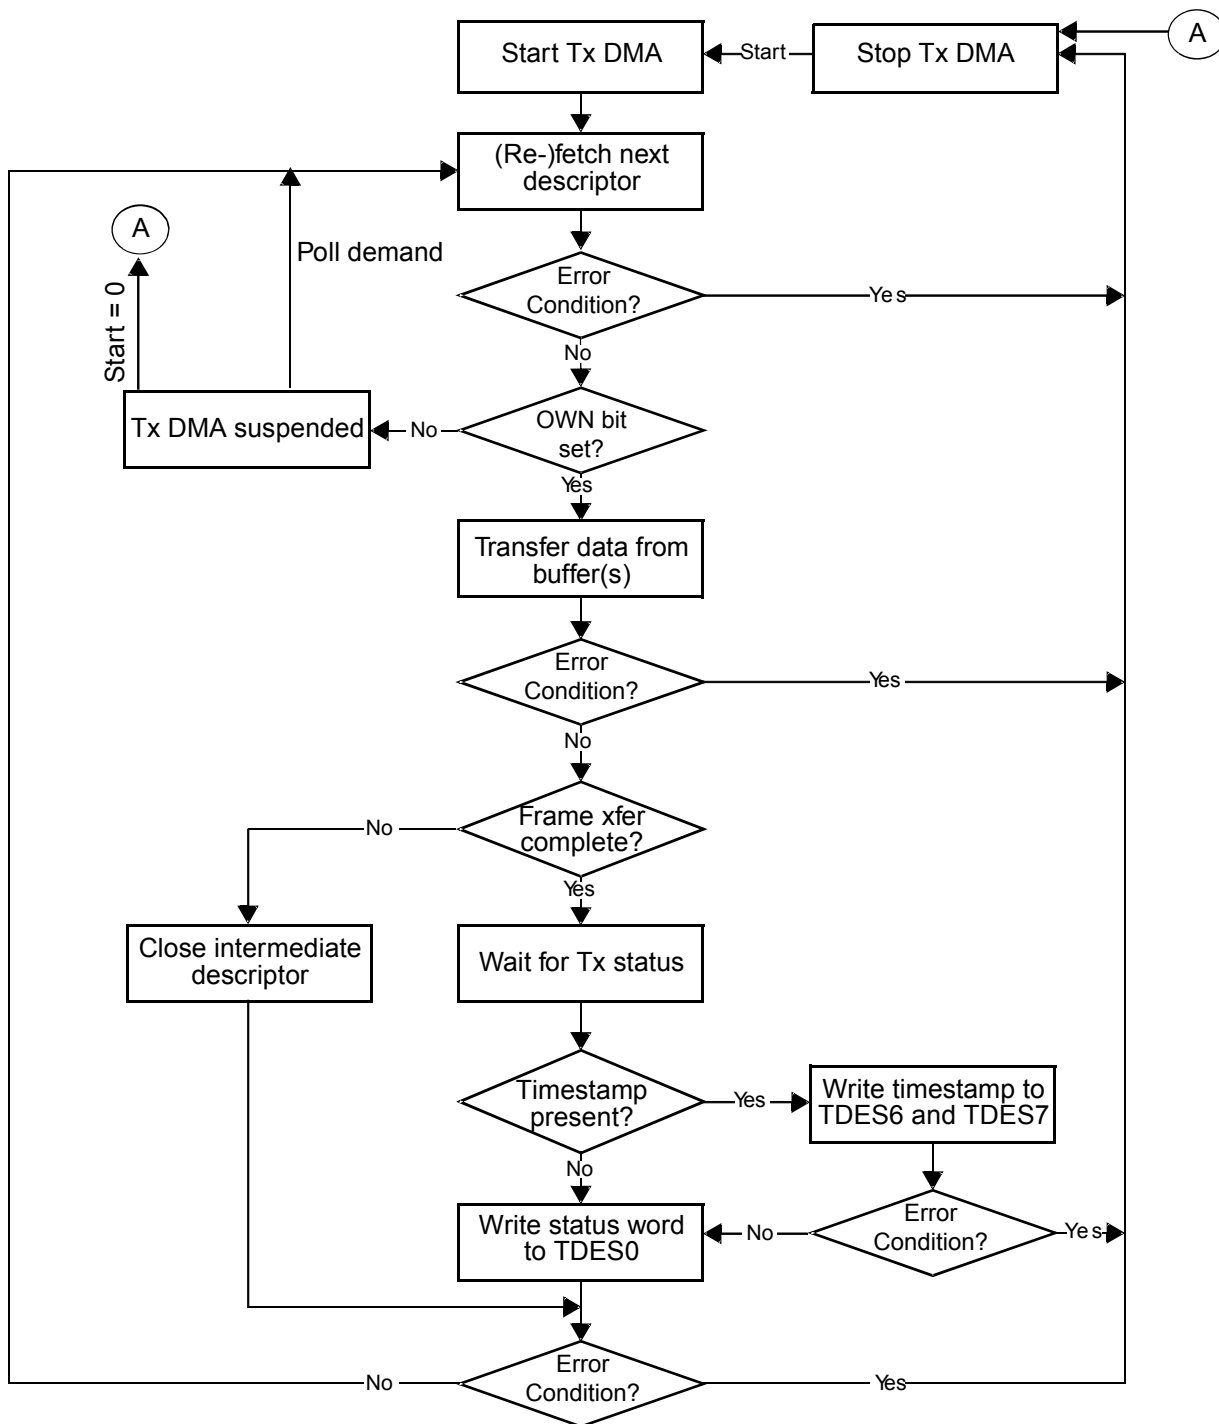 Start Tx DMA
Start
Stop Tx DMA
A
(Re-)fetch next
descriptor
A
Poll demand
Start = 0
Error
Condition?
Yes
No
Tx DMA suspended
No
OWN bit
set?
Yes
Transfer data from
buffer(s)
Error
Condition?
Yes
No
Frame xfer
complete?
No
Yes
Close intermediate
descriptor
Wait for Tx status
Timestamp
present?
Yes
Write timestamp to
TDES6 and TDES7
No
Write status word
to TDES0
No
Error
Condition?
Yes
Error
Condition?
No
Yes